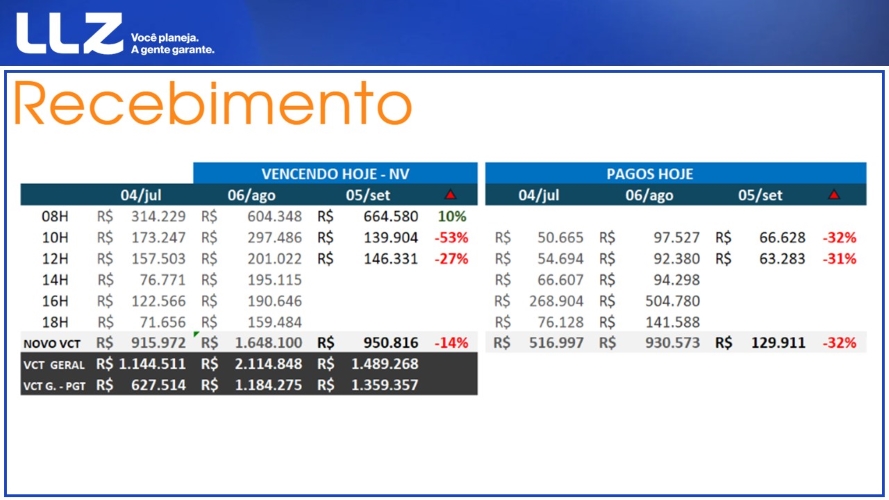 LLZ Você planeja.
A gente garante.
Recebimento
VENCENDO HOJE - NV PAGOS HOJE
04/jul 06/ago 05/set 04/jul 06/ago 05/set
08H R$ 314.229 R$ 604.348 R$ 664.580 10%
10H R$ 173.247 R$ 297.486 R$ 139.904 -53% R$ 50.665 R$ 97.527 R$ 66.628 -32%
12H R$ 157.503 R$ 201.022 R$ 146.331 -27% R$ 54.694 R$ 92.380 R$ 63.283 -31%
14H R$ 76.771 R$ 195.115 R$ 66.607 R$ 94.298
16H R$ 122.566 R$ 190.646 R$ 268.904 R$ 504.780
18H R$ 71.656 R$ 159.484 R$ 76.128 R$ 141.588
NOVO VCT R$ 915.972 R$ 1.648.100 R$ 950.816 -14% R$ 516.997 R$ 930.573 R$ 129.911 -32%
VCT GERAL R$ 1.144.511 R$ 2.114.848 R$ 1.489.268
VCT G. - PGT R$ 627.514 R$ 1.184.275 R$ 1.359.357